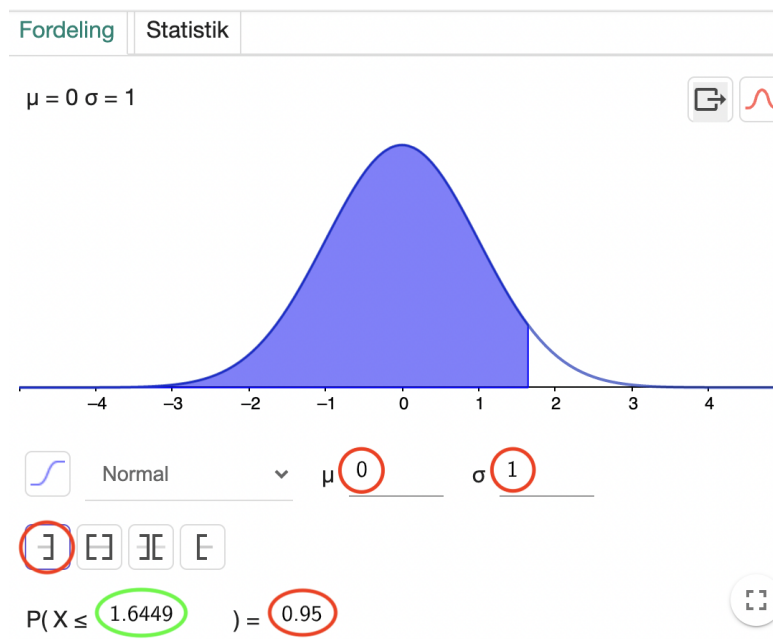 Fordeling Statistik
μ = 0 σ = 1
−4 −3 −2 −1 0 1 2 3 4
Normal μ 0 σ 1
P( X ≤ 1.6449 ) = 0.95